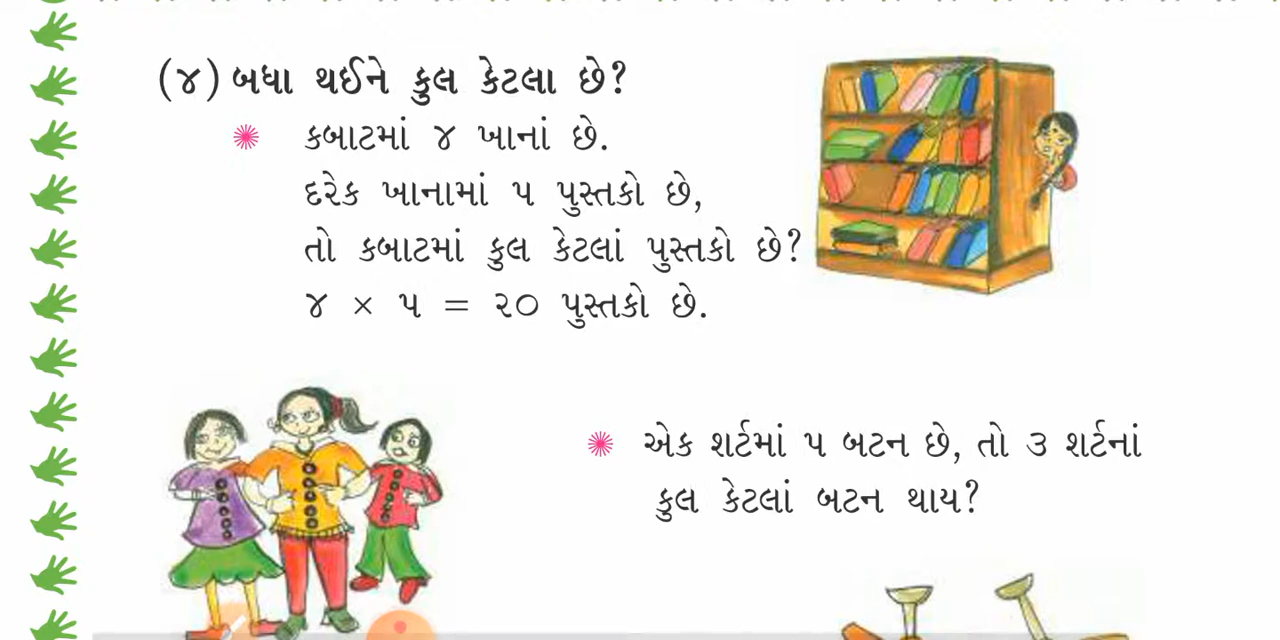 (૪) બધા થઈને કુલ કેટલા છે?
કબાટમાં ૪ ખાનાં છે.
દરેક ખાનામાં ૫ પુસ્તકો છે,
તો કબાટમાં કુલ કેટલાં પુસ્તકો છે?
૪ × ૫ = ૨૦ પુસ્તકો છે.
એક શર્ટમાં ૫ બટન છે, તો ૩ શર્ટનાં
કુલ કેટલાં બટન થાય?